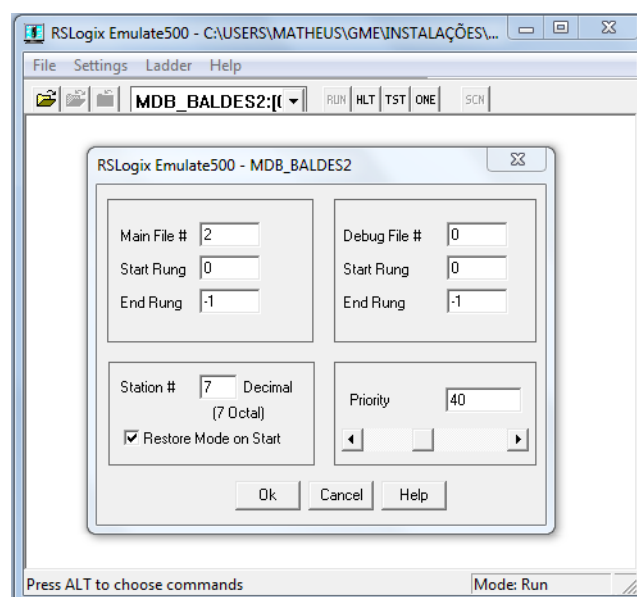 RSLogix Emulate500 - C:\USERS\MATHEUS\GME\INSTALAÇÕES\...
File Settings Ladder Help
MDB_BALDES2:[( RUN HLT TST ONE SCN
RSLogix Emulate500 - MDB_BALDES2
Main File # 2
Start Rung 0
End Rung -1
Debug File # 0
Start Rung 0
End Rung -1
Station # 7 Decimal
(7 Octal)
Restore Mode on Start
Priority 40
Ok Cancel Help
Press ALT to choose commands Mode: Run